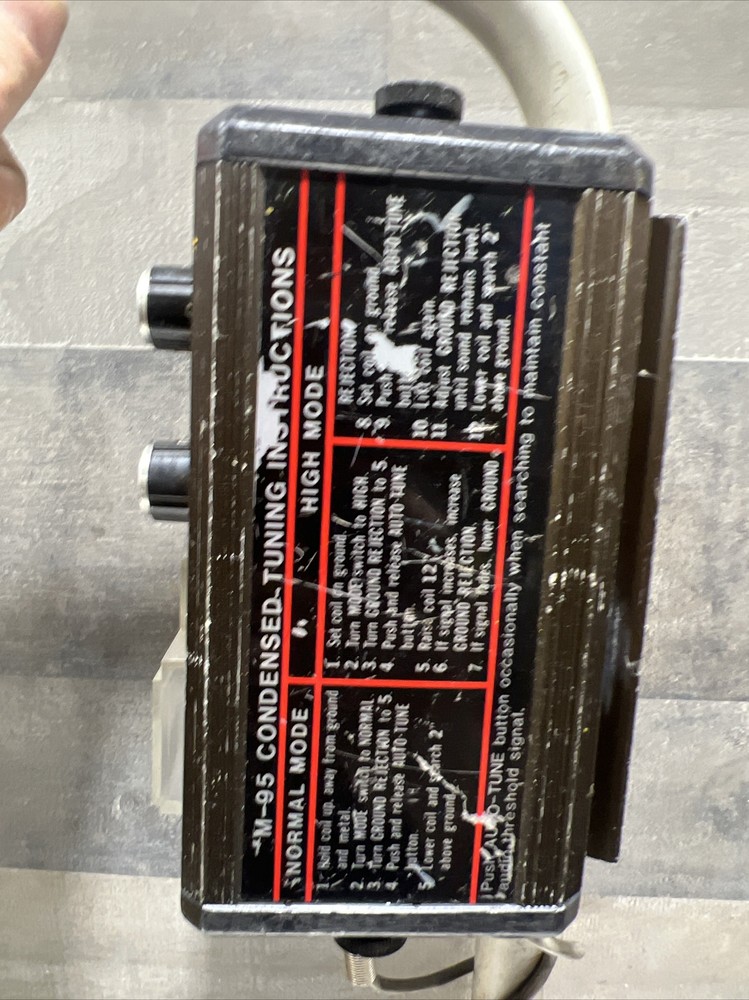 M-95 CONDENSED TUNING INSTRUCTIONS
NORMAL MODE
1. Hold coil up, away from ground
and metal.
2. Turn MODE switch to NORMAL.
3. Turn GROUND REJECTION to 5.
4. Push and release AUTO-TUNE
button.
5. Lower coil and search 2"
above ground.
HIGH MODE
1. Set coil on ground.
2. Turn MODE switch to HIGH.
3. Turn GROUND REJECTION to 5.
4. Push and release AUTO-TUNE
button.
5. Raise coil 12".
6. If signal increases, increase
GROUND REJECTION.
7. If signal fades, lower GROUND
REJECTION.
8. Set coil on ground.
9. Push release AUTO-TUNE
10. coil again.
11. Adjust GROUND REJECTION
until sound remains level.
Lower coil and search 2"
above ground.
Push AUTO-TUNE button occasionally when searching to maintain constant
audio threshold signal.